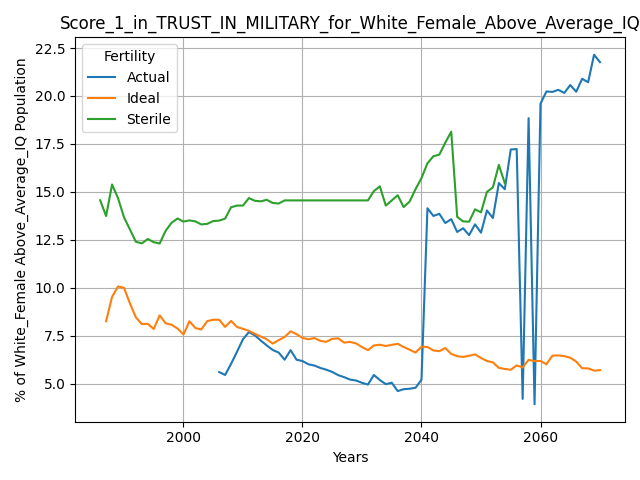 Score_1_in_TRUST_IN_MILITARY_for_White_Female_Above_Average_IQ
Fertility
Actual
Ideal
Sterile
% of White_Female Above_Average_IQ Population
22.5
20.0
17.5
15.0
12.5
10.0
7.5
5.0
2000
2020
2040
2060
Years